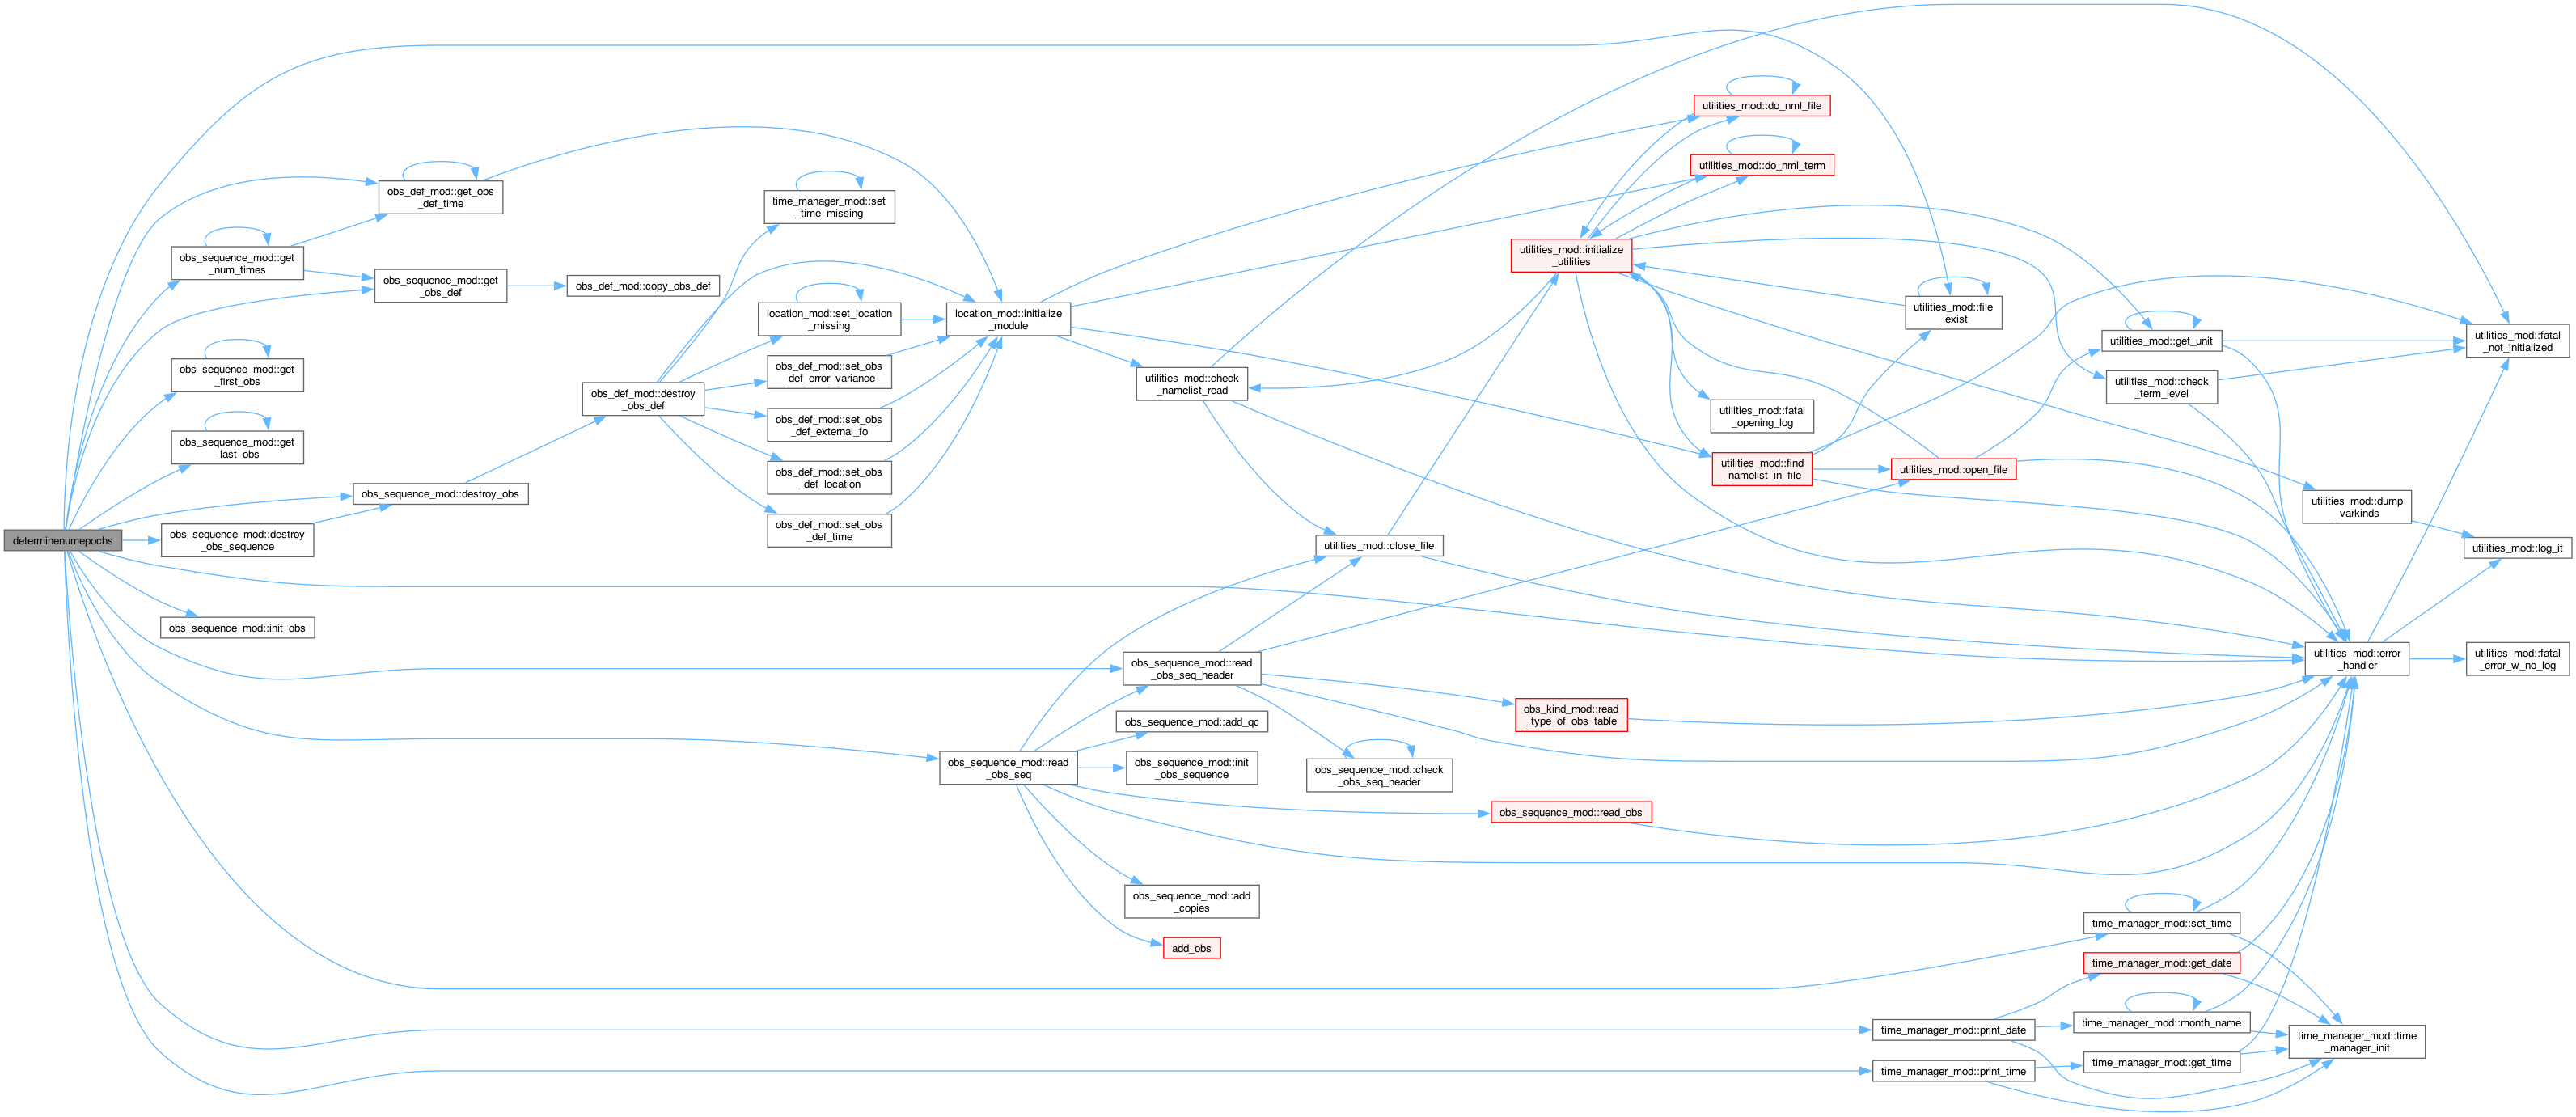 determinenumepochs
obs_def_mod::get_obs
_def_time
obs_sequence_mod::get
_num_times
obs_sequence_mod::get
_obs_def
obs_def_mod::copy_obs_def
obs_sequence_mod::get
_first_obs
obs_sequence_mod::get
_last_obs
obs_sequence_mod::destroy_obs
obs_sequence_mod::destroy
_obs_sequence
obs_sequence_mod::init_obs
obs_def_mod::destroy
_obs_def
time_manager_mod::set
_time_missing
location_mod::set_location
_missing
obs_def_mod::set_obs
_def_error_variance
obs_def_mod::set_obs
_def_external_fo
obs_def_mod::set_obs
_def_location
obs_def_mod::set_obs
_def_time
location_mod::initialize
_module
utilities_mod::check
_namelist_read
utilities_mod::close_file
obs_sequence_mod::read
_obs_seq_header
obs_sequence_mod::add_qc
obs_sequence_mod::read
_obs_seq
obs_sequence_mod::init
_obs_sequence
obs_sequence_mod::check
_obs_seq_header
obs_kind_mod::read
_type_of_obs_table
obs_sequence_mod::read_obs
obs_sequence_mod::add
_copies
add_obs
utilities_mod::do_nml_file
utilities_mod::do_nml_term
utilities_mod::initialize
_utilities
utilities_mod::fatal
_opening_log
utilities_mod::find
_namelist_in_file
utilities_mod::file
_exist
utilities_mod::open_file
utilities_mod::get_unit
utilities_mod::check
_term_level
utilities_mod::fatal
_not_initialized
utilities_mod::dump
_varkinds
utilities_mod::log_it
utilities_mod::error
_handler
utilities_mod::fatal
_error_w_no_log
time_manager_mod::set_time
time_manager_mod::get_date
time_manager_mod::print_date
time_manager_mod::month_name
time_manager_mod::time
_manager_init
time_manager_mod::print_time
time_manager_mod::get_time